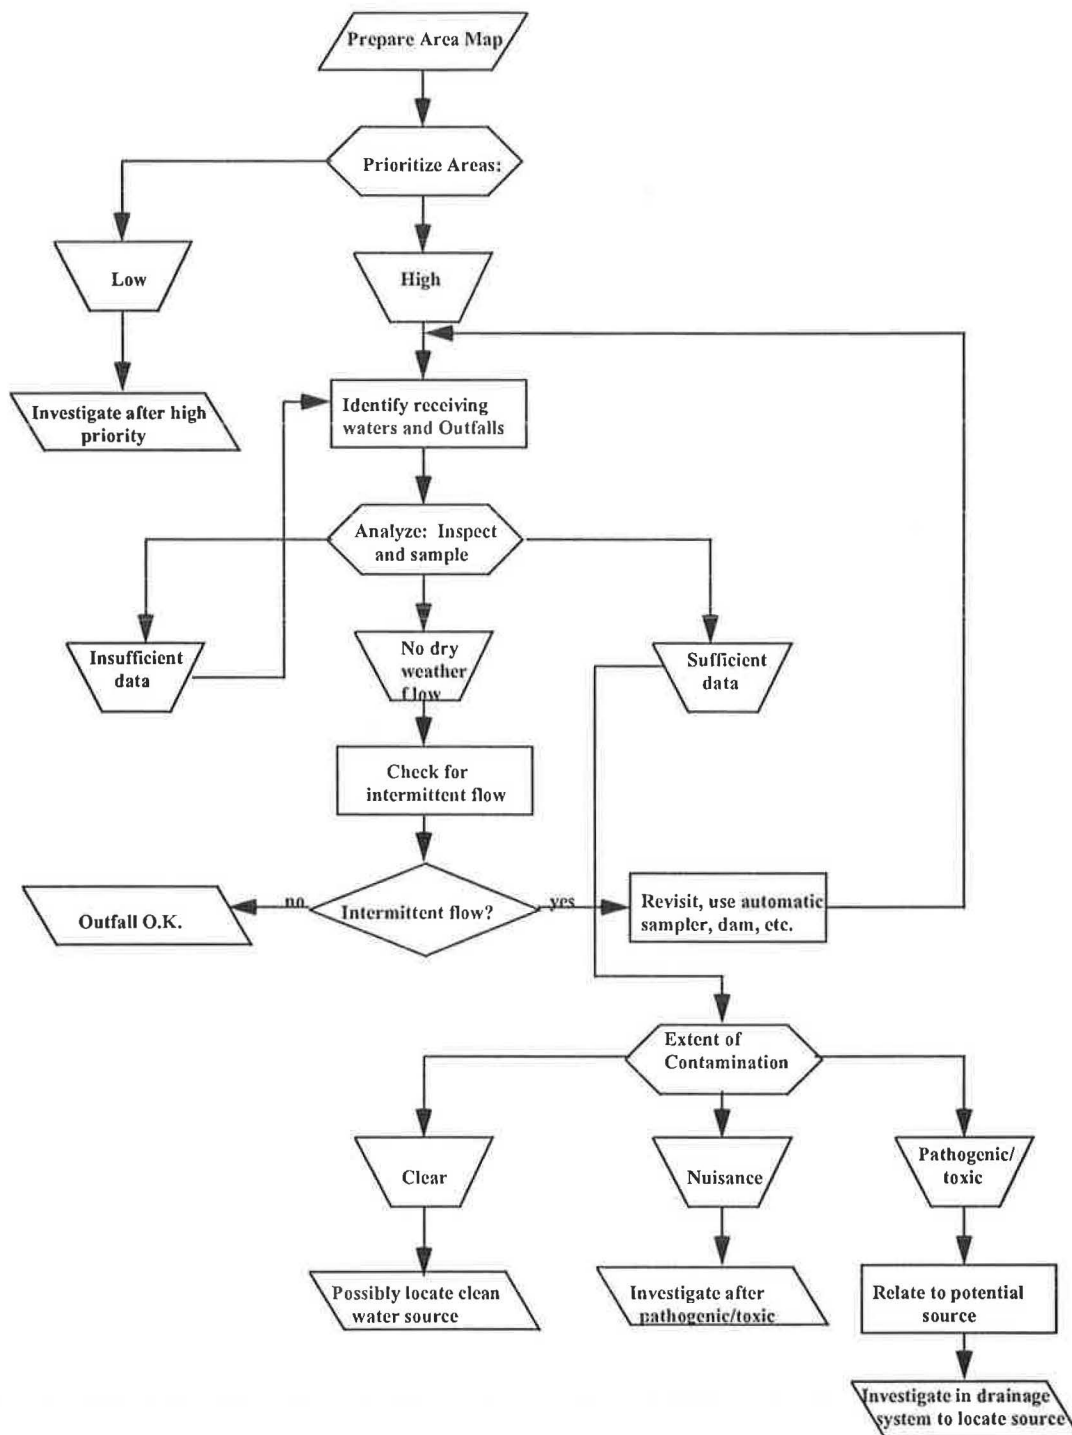 Prepare Area Map
Prioritize Areas:
Low
High
Investigate after high
priority
Identify receiving
waters and Outfalls
Analyze: Inspect
and sample
Insufficient
data
No dry
weather
flow
Sufficient
data
Check for
intermittent flow
Outfall O.K.
no
Intermittent flow?
yes
Revisit, use automatic
sampler, dam, etc.
Extent of
Contamination
Clear
Nuisance
Pathogenic/
toxic
Possibly locate clean
water source
Investigate after
pathogenic/toxic
Relate to potential
source
Investigate in drainage
system to locate source